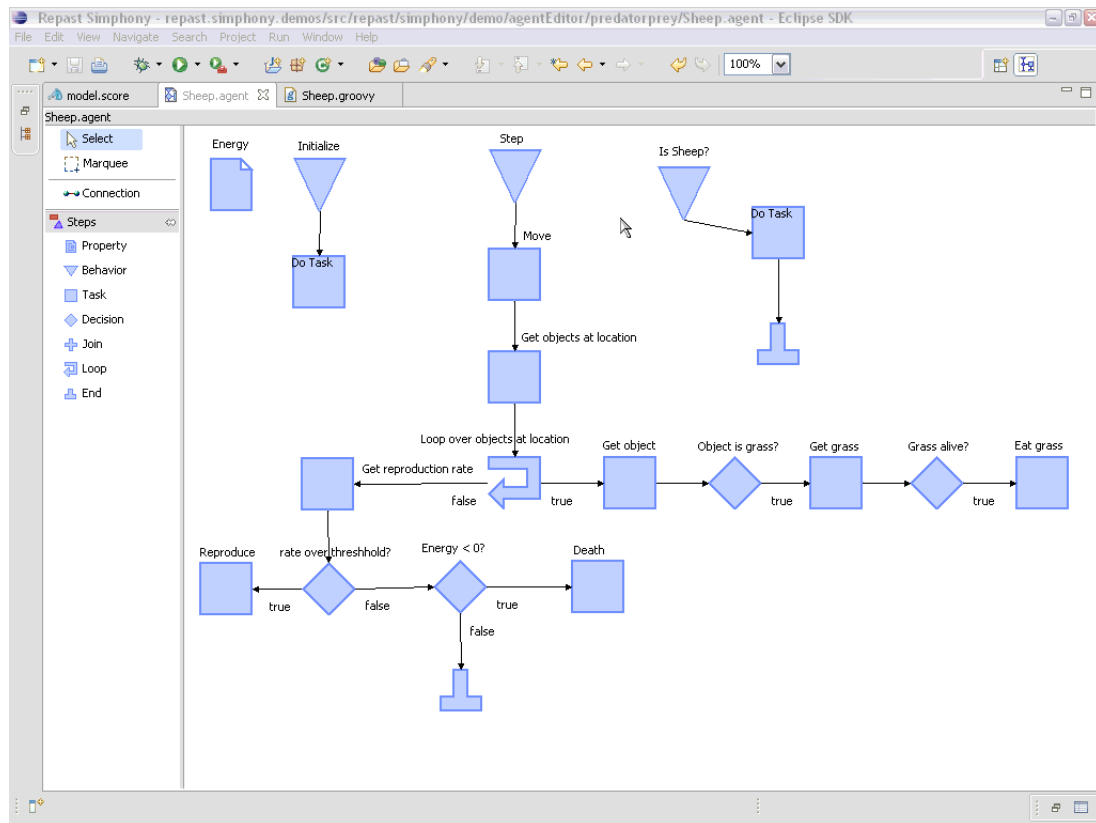 Repast Simphony - repast.simphony.demos/src/repast/simphony/demo/agentEditor/predatorprey/Sheep.agent - Eclipse SDK
File Edit View Navigate Search Project Run Window Help
100%
model.score Sheep.agent Sheep.groovy
Sheep.agent
Select
Marquee
Connection
Steps
Property
Behavior
Task
Decision
Join
Loop
End
Energy Initialize Step Is Sheep?
Do Task
Move
Do Task
Get objects at location
Loop over objects at location Get object Object is grass? Get grass Grass alive? Eat grass
Get reproduction rate
false true true true
Reproduce rate over threshhold? Energy < 0? Death
true false true
false